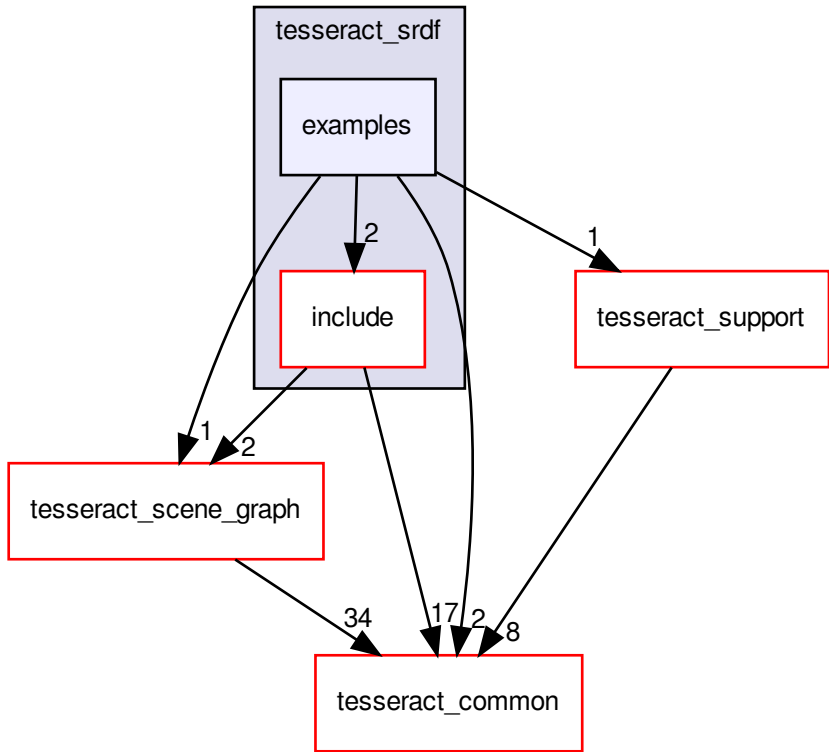 tesseract_srdf
examples
2
1
include
tesseract_support
1
2
tesseract_scene_graph
34
17
2
8
tesseract_common